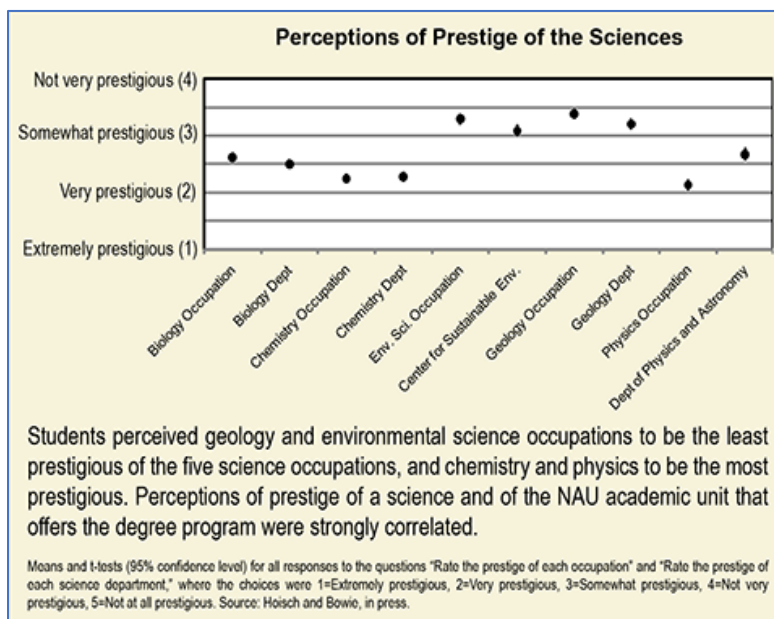 Perceptions of Prestige of the Sciences
Not very prestigious (4)
Somewhat prestigious (3)
Very prestigious (2)
Extremely prestigious (1)
Biology Occupation
Biology Dept
Chemistry Occupation
Chemistry Dept
Env. Sci. Occupation
Center for Sustainable Env.
Geology Occupation
Geology Dept
Physics Occupation
Dept of Physics and Astronomy
Students perceived geology and environmental science occupations to be the least
prestigious of the five science occupations, and chemistry and physics to be the most
prestigious. Perceptions of prestige of a science and of the NAU academic unit that
offers the degree program were strongly correlated.
Means and t-tests (95% confidence level) for all responses to the questions “Rate the prestige of each occupation” and “Rate the prestige of
each science department,” where the choices were 1=Extremely prestigious, 2=Very prestigious, 3=Somewhat prestigious, 4=Not very
prestigious, 5=Not at all prestigious. Source: Hoisch and Bowie, in press.